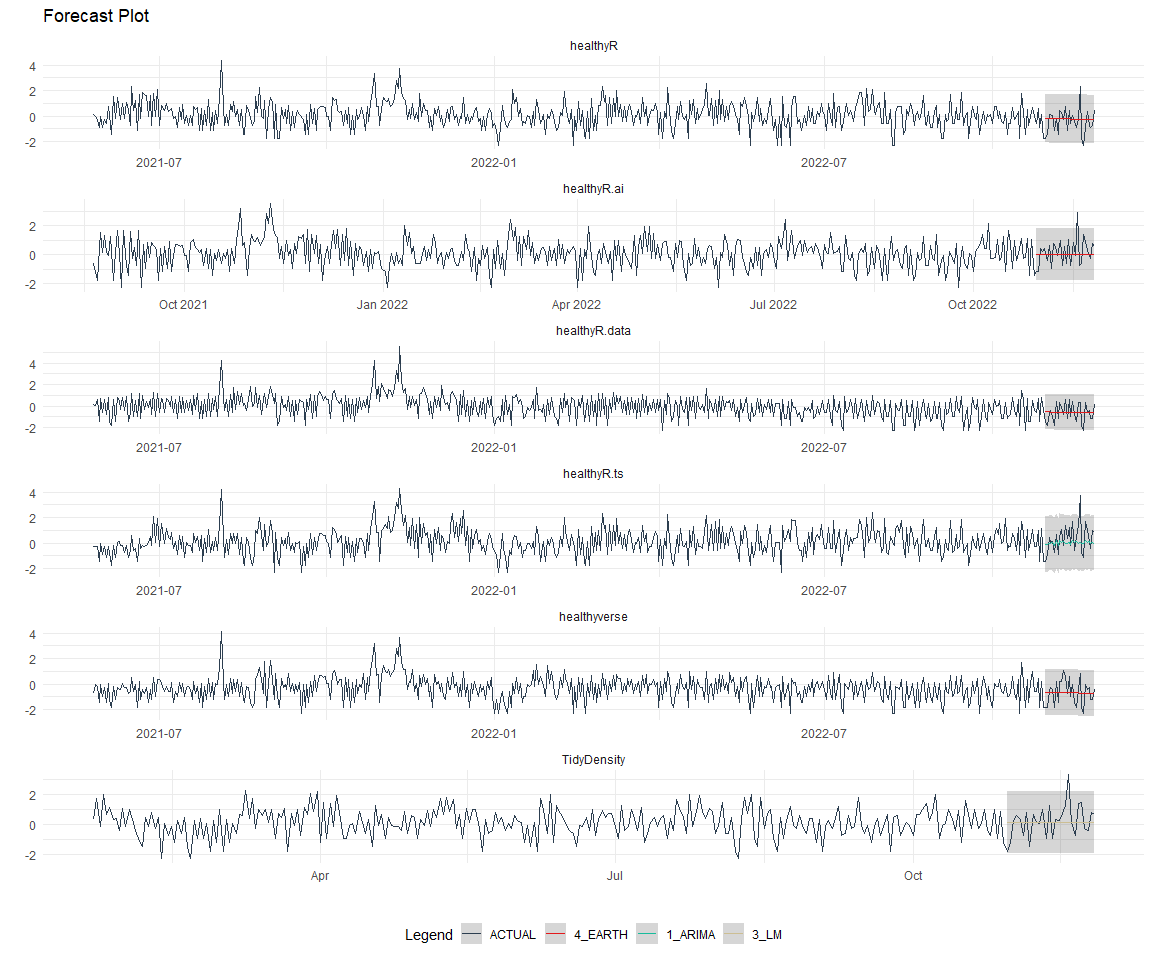 Forecast Plot
healthyR
4
2
0
-2
2021-07 2022-01 2022-07
healthyR.ai
2
0
-2
Oct 2021 Jan 2022 Apr 2022 Jul 2022 Oct 2022
healthyR.data
4
2
0
-2
2021-07 2022-01 2022-07
healthyR.ts
4
2
0
-2
2021-07 2022-01 2022-07
healthyverse
4
2
0
-2
2021-07 2022-01 2022-07
TidyDensity
2
0
-2
Apr Jul Oct
Legend ACTUAL 4_EARTH 1_ARIMA 3_LM